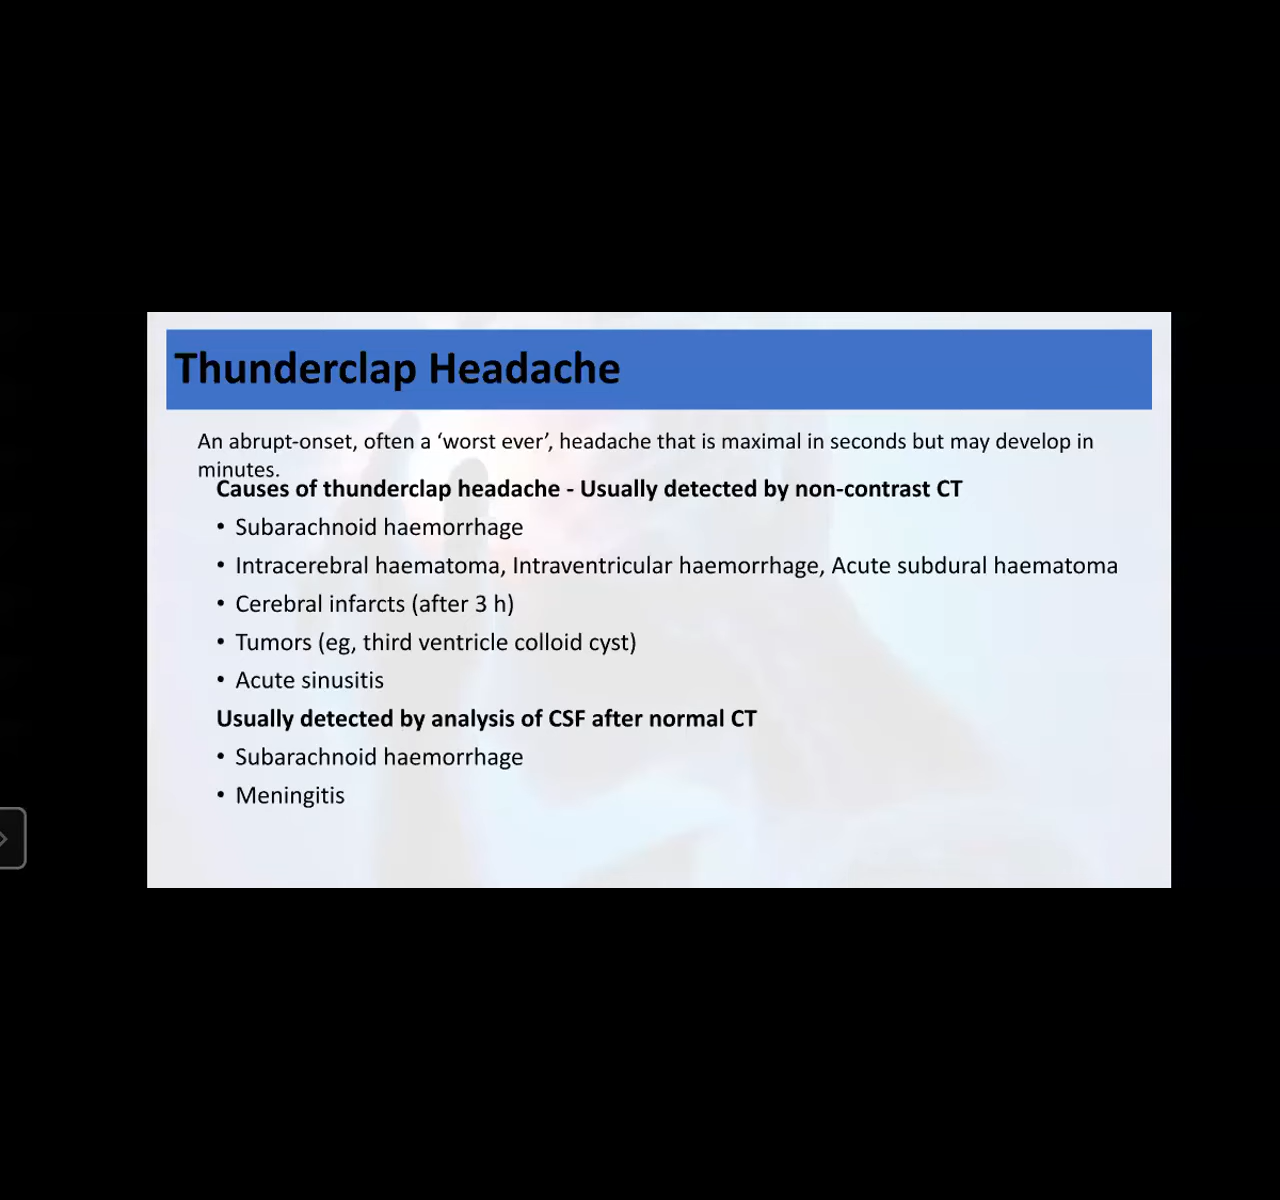 Thunderclap Headache
An abrupt-onset, often a ‘worst ever’, headache that is maximal in seconds but may develop in
minutes.
Causes of thunderclap headache - Usually detected by non-contrast CT
• Subarachnoid haemorrhage
• Intracerebral haematoma, Intraventricular haemorrhage, Acute subdural haematoma
• Cerebral infarcts (after 3 h)
• Tumors (eg, third ventricle colloid cyst)
• Acute sinusitis
Usually detected by analysis of CSF after normal CT
• Subarachnoid haemorrhage
• Meningitis